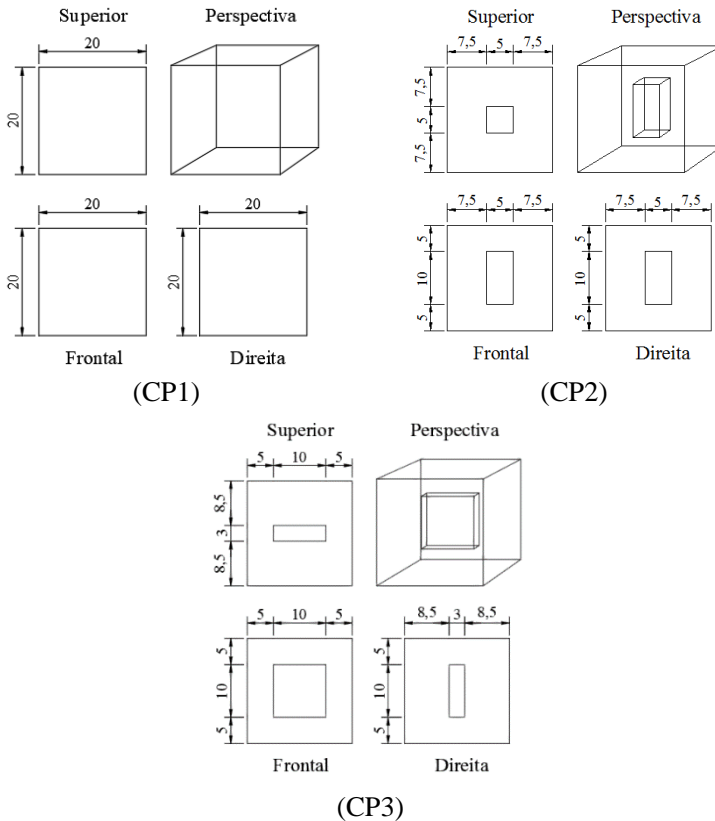 Superior Perspectiva
20
20
20 20
20 20
Frontal Direita
(CP1)
Superior Perspectiva
7,5 5 7,5
7,5
5
7,5
7,5 5 7,5 7,5 5 7,5
5 5
10 10
5 5
Frontal Direita
(CP2)
Superior Perspectiva
5 10 5
8,5
3
8,5
5 10 5 8,5 3 8,5
5 5
10 10
5 5
Frontal Direita
(CP3)